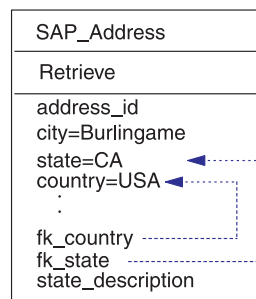 SAP_Address
Retrieve
address_id
city=Burlingame
state=CA
country=USA
.
.
fk_country
fk_state
state_description